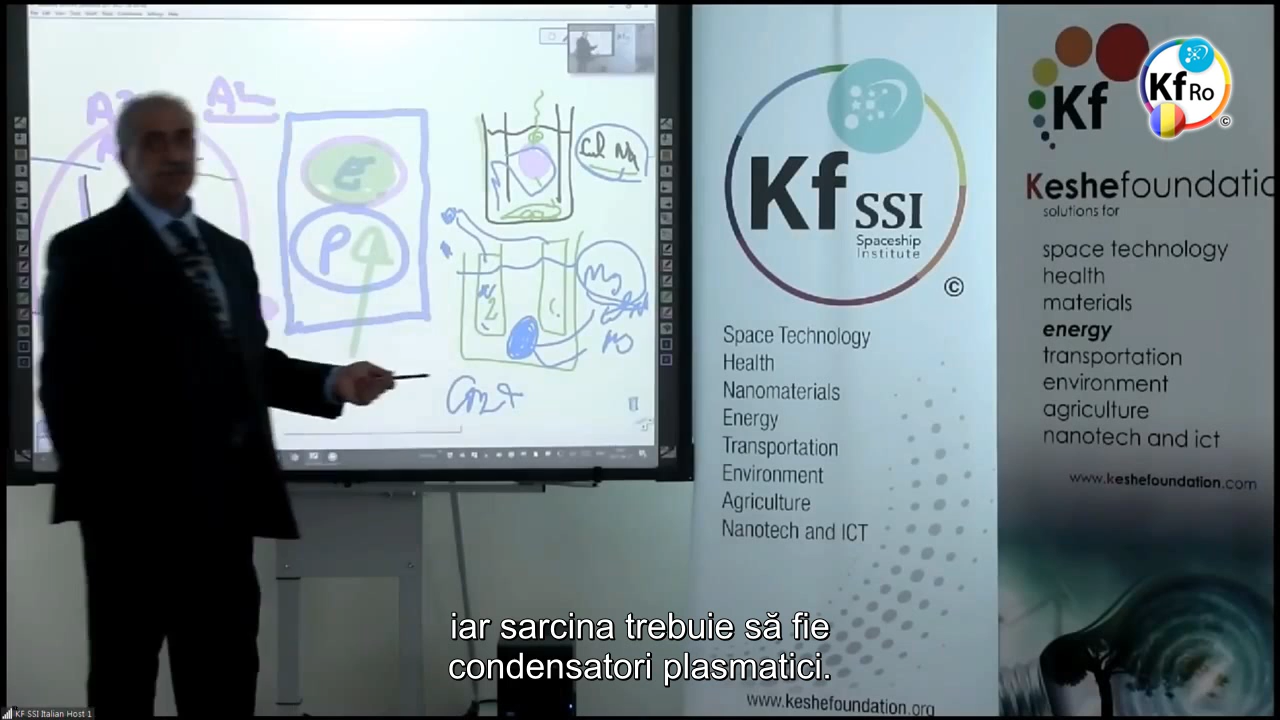 A2
E
P
Kf SSI
Spaceship
Institute
©
Space Technology
Health
Nanomaterials
Energy
Transportation
Environment
Agriculture
Nanotech and ICT
www.keshefoundation.org
Kf
Keshefoundatio
solutions for
space technology
health
materials
energy
transportation
environment
agriculture
nanotech and ict
www.keshefoundation.com
Kf Ro
©
iar sarcina trebuie să fie
condensatori plasmatici.
KF SSI Italian Host 1